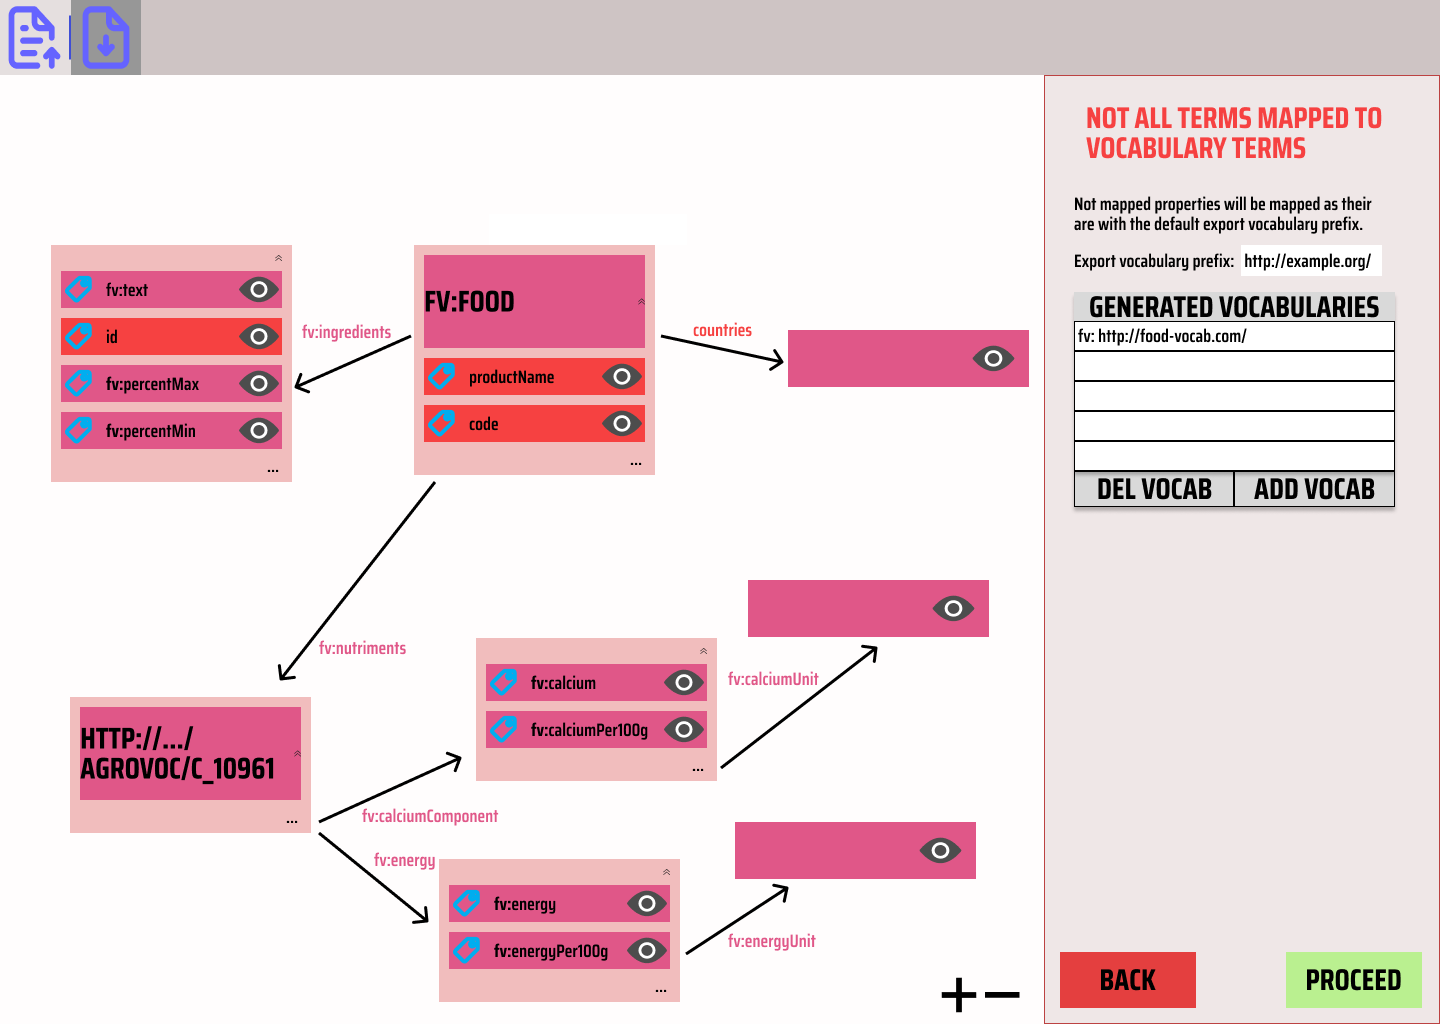 NOT ALL TERMS MAPPED TO
VOCABULARY TERMS
Not mapped properties will be mapped as their
are with the default export vocabulary prefix.
Export vocabulary prefix: http://example.org/
GENERATED VOCABULARIES
fv: http://food-vocab.com/
DEL VOCAB
ADD VOCAB
BACK
PROCEED
fv:text
id
fv:percentMax
fv:percentMin
...
fv:ingredients
FV:FOOD
productName
code
...
countries
fv:nutriments
HTTP://.../
AGROVOC/C_10961
...
fv:calciumComponent
fv:calcium
fv:calciumPer100g
...
fv:calciumUnit
fv:energy
fv:energy
fv:energyPer100g
...
fv:energyUnit
+ −